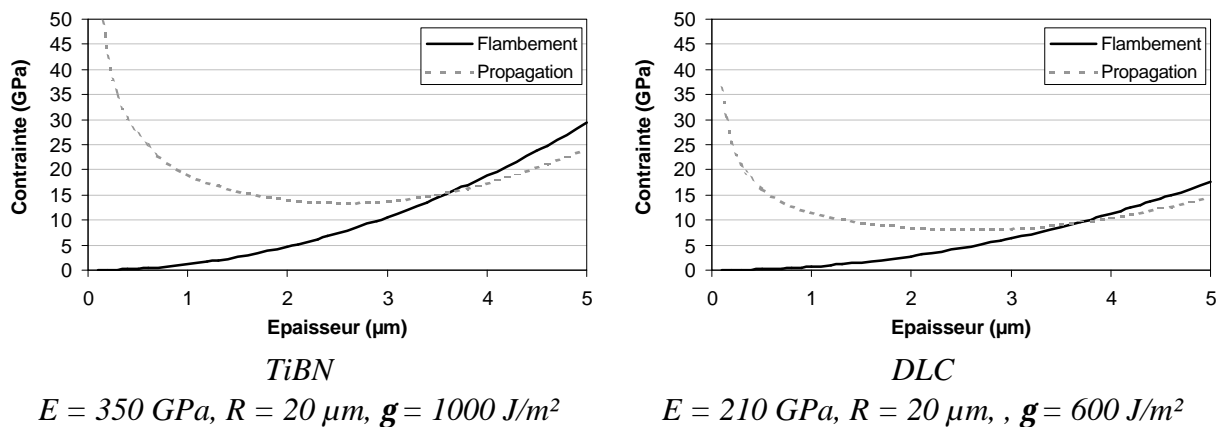 50
45
40
35
30
25
20
15
10
5
0
Contrainte (GPa)
Flambement
Propagation
0 1 2 3 4 5
Epaisseur (µm)
TiBN
E = 350 GPa, R = 20 µm, g = 1000 J/m²
50
45
40
35
30
25
20
15
10
5
0
Contrainte (GPa)
Flambement
Propagation
0 1 2 3 4 5
Epaisseur (µm)
DLC
E = 210 GPa, R = 20 µm, , g = 600 J/m²